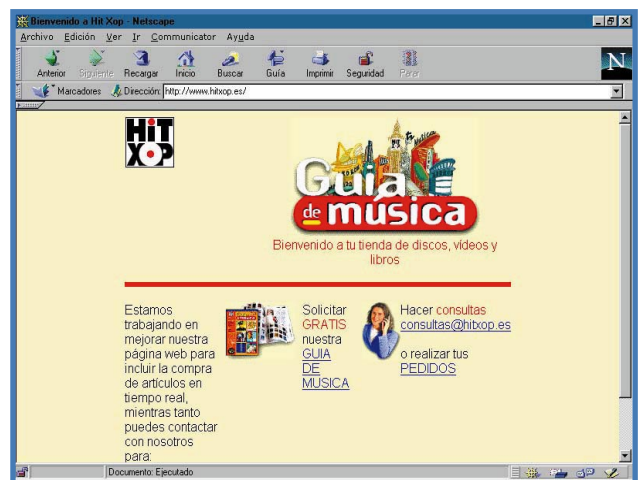 Bienvenido a Hit Xop - Netscape
Archivo Edición Ver Ir Communicator Ayuda
Anterior Siguiente Recargar Inicio Buscar Guía Imprimir Seguridad Parar
N
Marcadores Dirección: http://www.hitxop.es/
HiT
XOP
tu música
Guía
de música
Bienvenido a tu tienda de discos, vídeos y
libros
Estamos
trabajando en
mejorar nuestra
página web para
incluir la compra
de artículos en
tiempo real,
mientras tanto
puedes contactar
con nosotros
para:
Solicitar
GRATIS
nuestra
GUIA
DE
MUSICA
Hacer consultas
consultas@hitxop.es
o realizar tus
PEDIDOS
Documento: Ejecutado